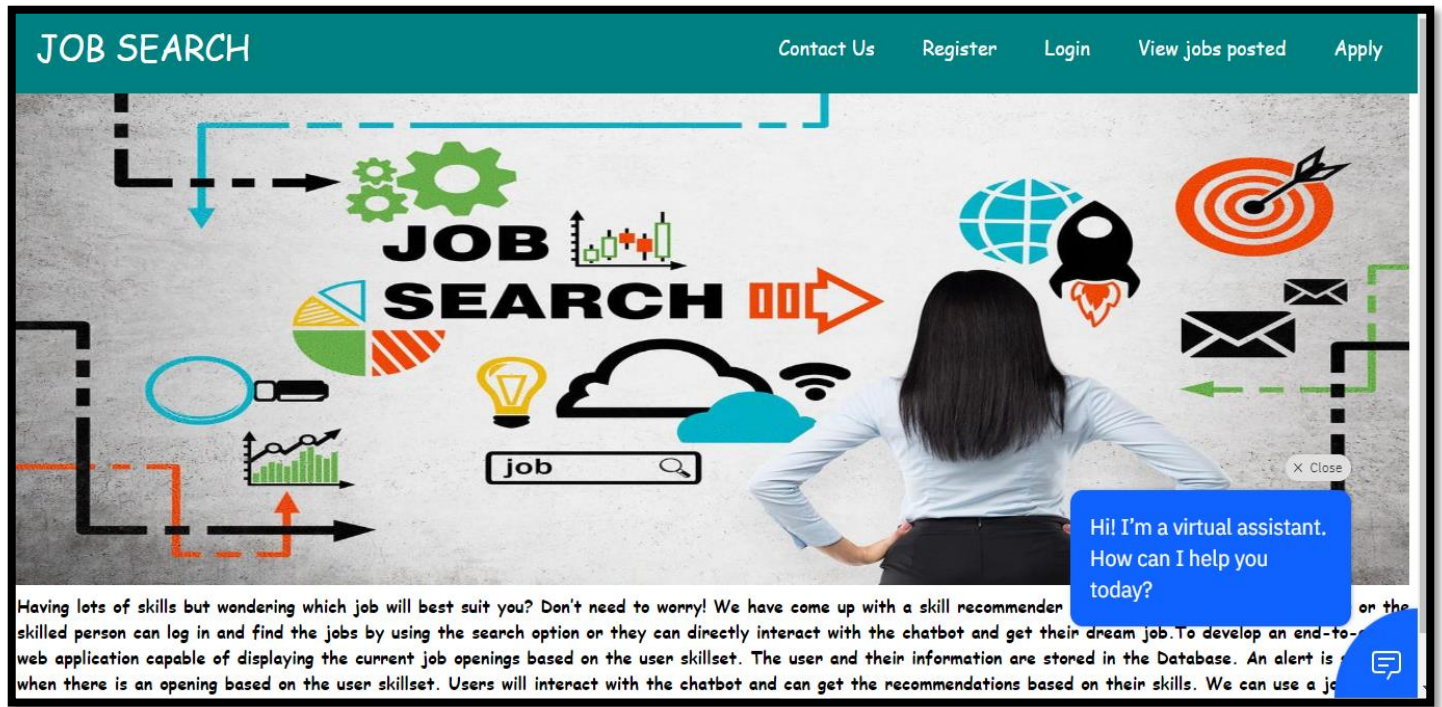 JOB SEARCH
Contact Us Register Login View jobs posted Apply
JOB
SEARCH
job
× Close
Hi! I'm a virtual assistant.
How can I help you
today?
Having lots of skills but wondering which job will best suit you? Don't need to worry! We have come up with a skill recommender or the
skilled person can log in and find the jobs by using the search option or they can directly interact with the chatbot and get their dream job.To develop an end-to-
web application capable of displaying the current job openings based on the user skillset. The user and their information are stored in the Database. An alert is
when there is an opening based on the user skillset. Users will interact with the chatbot and can get the recommendations based on their skills. We can use a